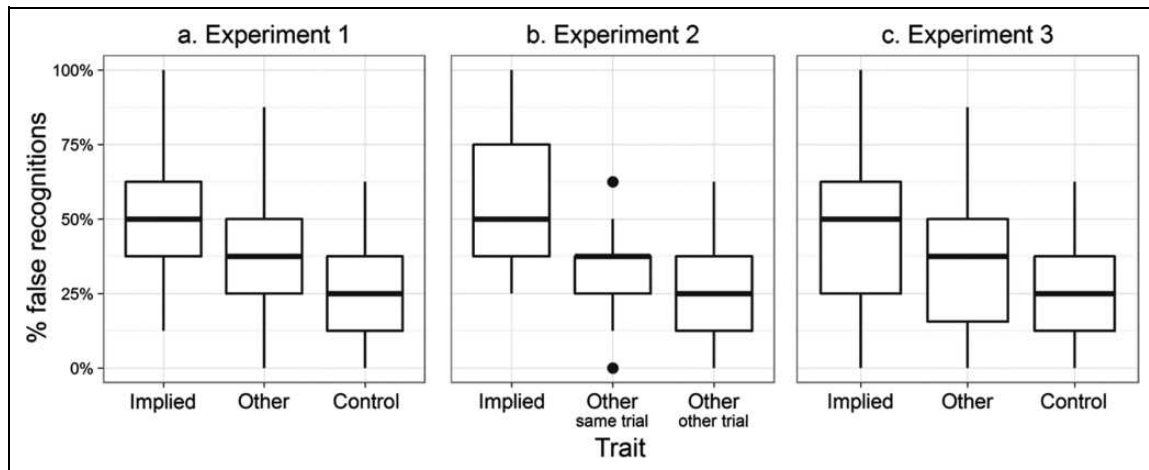 a. Experiment 1
b. Experiment 2
c. Experiment 3
% false recognitions
100%
75%
50%
25%
0%
Implied Other Control
Implied Other same trial Other other trial
Implied Other Control
Trait